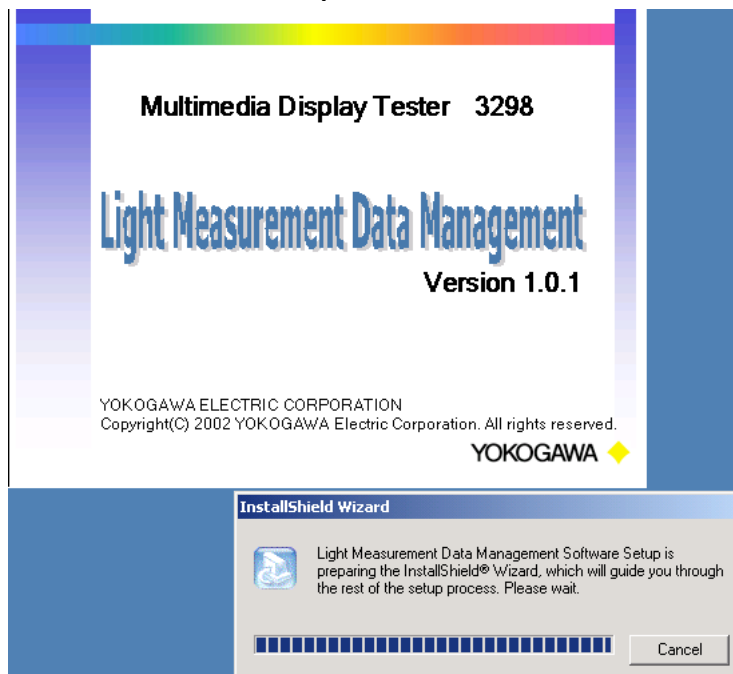 Multimedia Display Tester 3298
Light Measurement Data Management
Version 1.0.1
YOKOGAWA ELECTRIC CORPORATION
Copyright(C) 2002 YOKOGAWA Electric Corporation. All rights reserved.
YOKOGAWA
InstallShield Wizard
Light Measurement Data Management Software Setup is
preparing the InstallShield® Wizard, which will guide you through
the rest of the setup process. Please wait.
Cancel